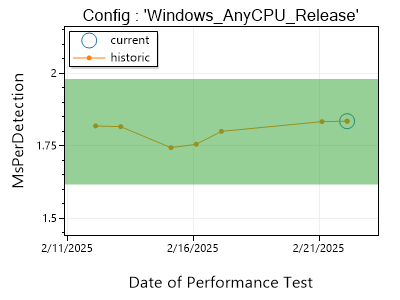 Config : 'Windows_AnyCPU_Release'
current
historic
MsPerDetection
2
1.75
1.5
2/11/2025 2/16/2025 2/21/2025
Date of Performance Test